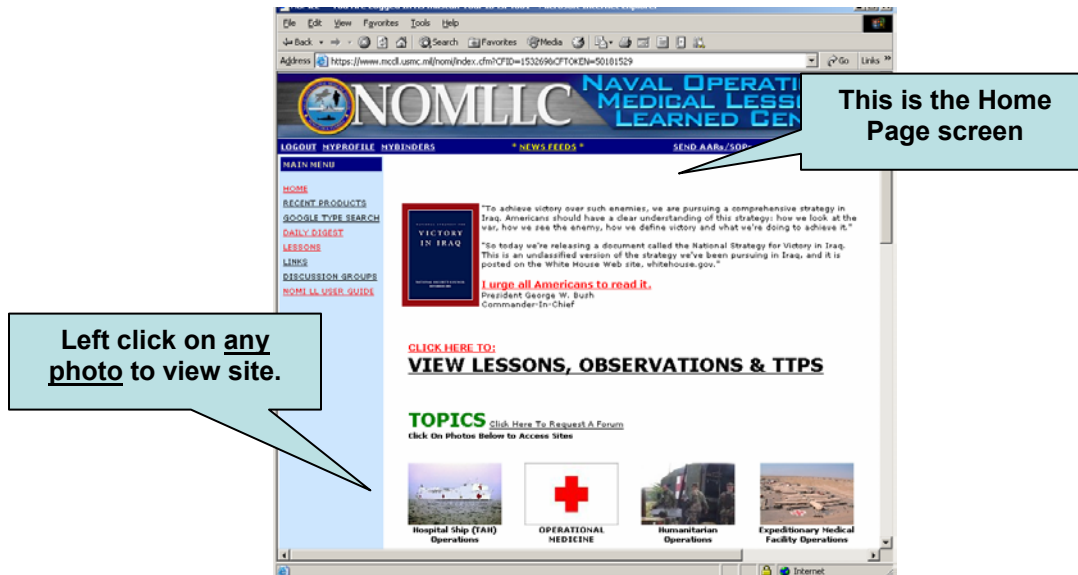 File Edit View Favorites Tools Help
Back Search Favorites Media
Address https://www.mccll.usmc.mil/nomi/index.cfm?CFID=153269&CFTOKEN=50181529 Go Links »
NOMLLC NAVAL OPERATI
MEDICAL LESS
LEARNED CEN
This is the Home
Page screen
LOGOUT MYPROFILE MYBINDERS * NEWS FEEDS * SEND AARs/SOP
MAIN MENU
HOME
RECENT PRODUCTS
GOOGLE TYPE SEARCH
DAILY DIGEST
LESSONS
LINKS
DISCUSSION GROUPS
NOMI LL USER GUIDE
VICTORY
IN IRAQ
"To achieve victory over such enemies, we are pursuing a comprehensive strategy in
Iraq. Americans should have a clear understanding of this strategy: how we look at the
war, how we see the enemy, how we define victory and what we're doing to achieve it."
"So today we're releasing a document called the National Strategy for Victory in Iraq.
This is an unclassified version of the strategy we've been pursuing in Iraq, and it is
posted on the White House Web site, whitehouse.gov."
I urge all Americans to read it.
President George W. Bush
Commander-In-Chief
Left click on any
photo to view site.
CLICK HERE TO:
VIEW LESSONS, OBSERVATIONS & TTPS
TOPICS Click Here To Request A Forum
Click On Photos Below to Access Sites
Hospital Ship (TAH)
Operations
OPERATIONAL
MEDICINE
Humanitarian
Operations
Expeditionary Medical
Facility Operations
Internet